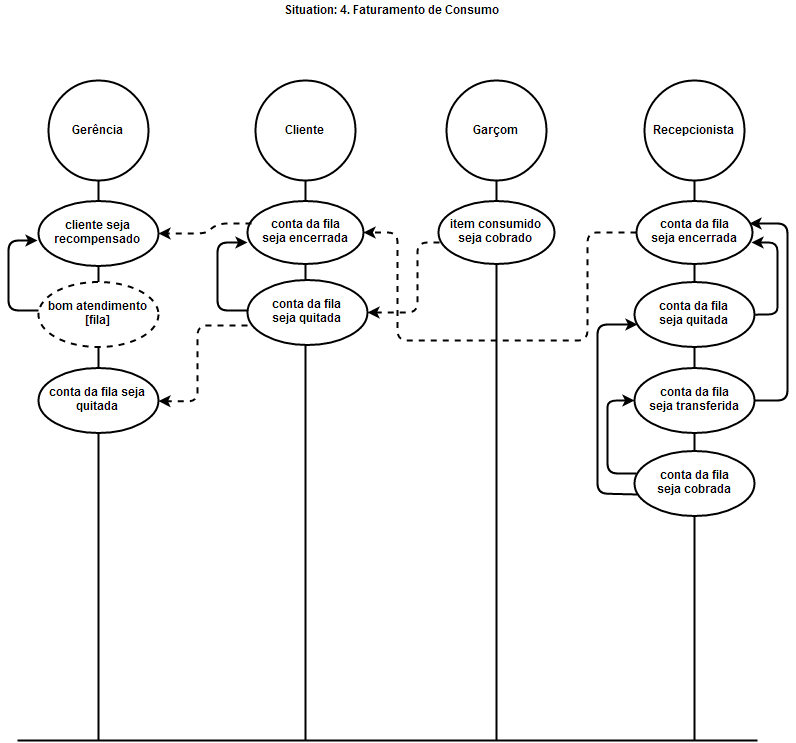 Situation: 4. Faturamento de Consumo
Gerência
Cliente
Garçom
Recepcionista
cliente seja
recompensado
conta da fila
seja encerrada
item consumido
seja cobrado
conta da fila
seja encerrada
bom atendimento
[fila]
conta da fila
seja quitada
conta da fila
seja quitada
conta da fila seja
quitada
conta da fila
seja transferida
conta da fila
seja cobrada